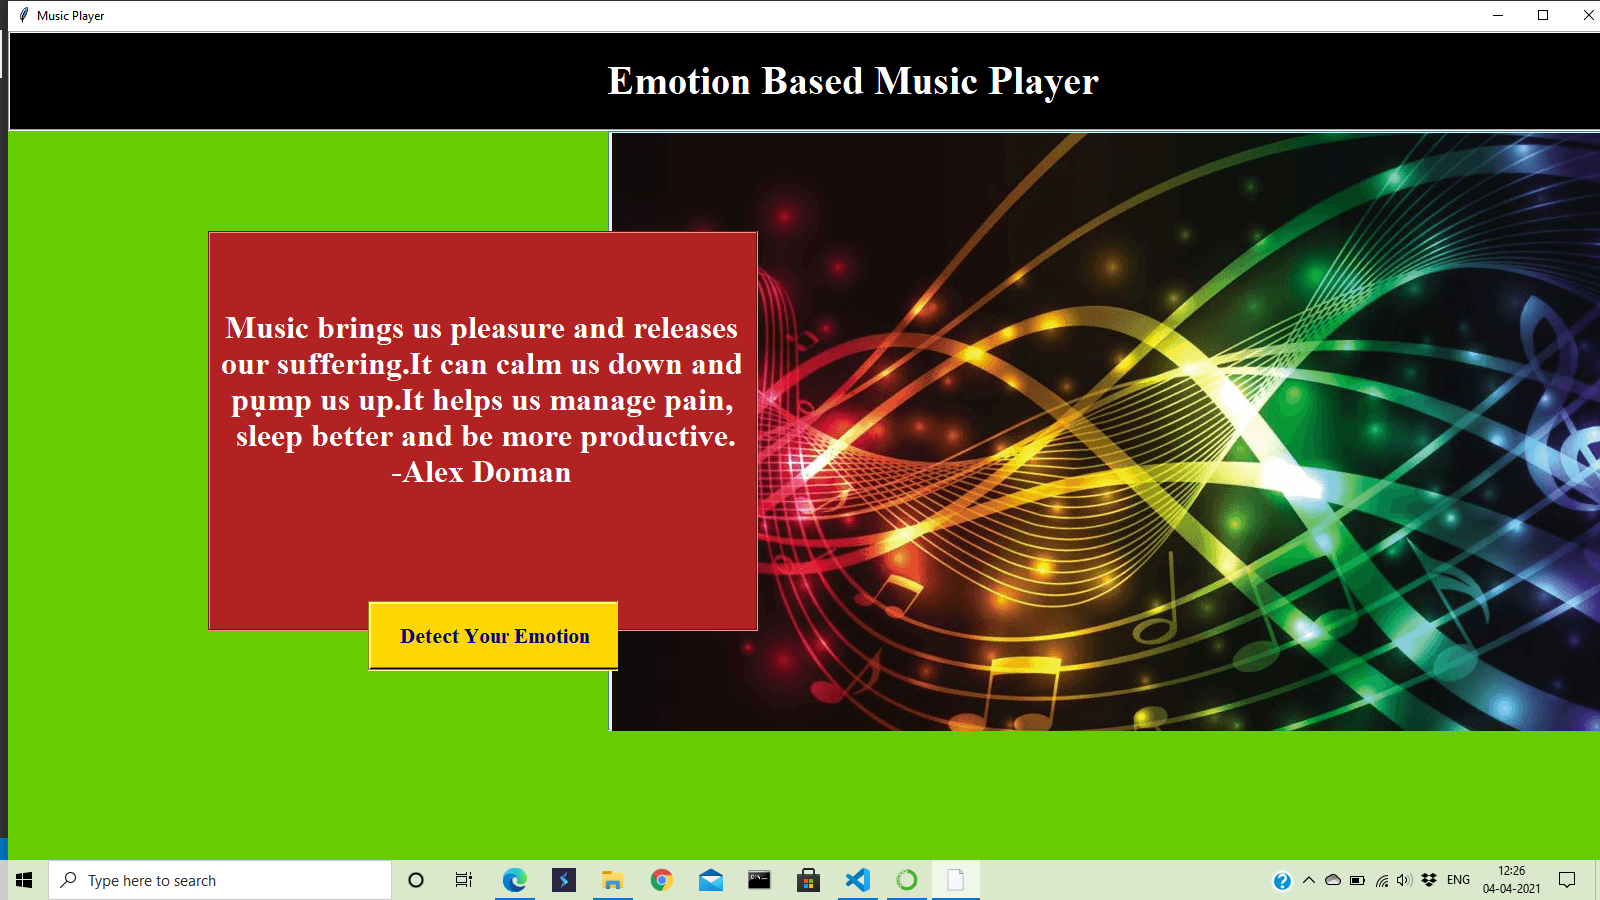 Music Player
Emotion Based Music Player
Music brings us pleasure and releases
our suffering.It can calm us down and
pump us up.It helps us manage pain,
sleep better and be more productive.
-Alex Doman
Detect Your Emotion
Type here to search
ENG
12:26
04-04-2021